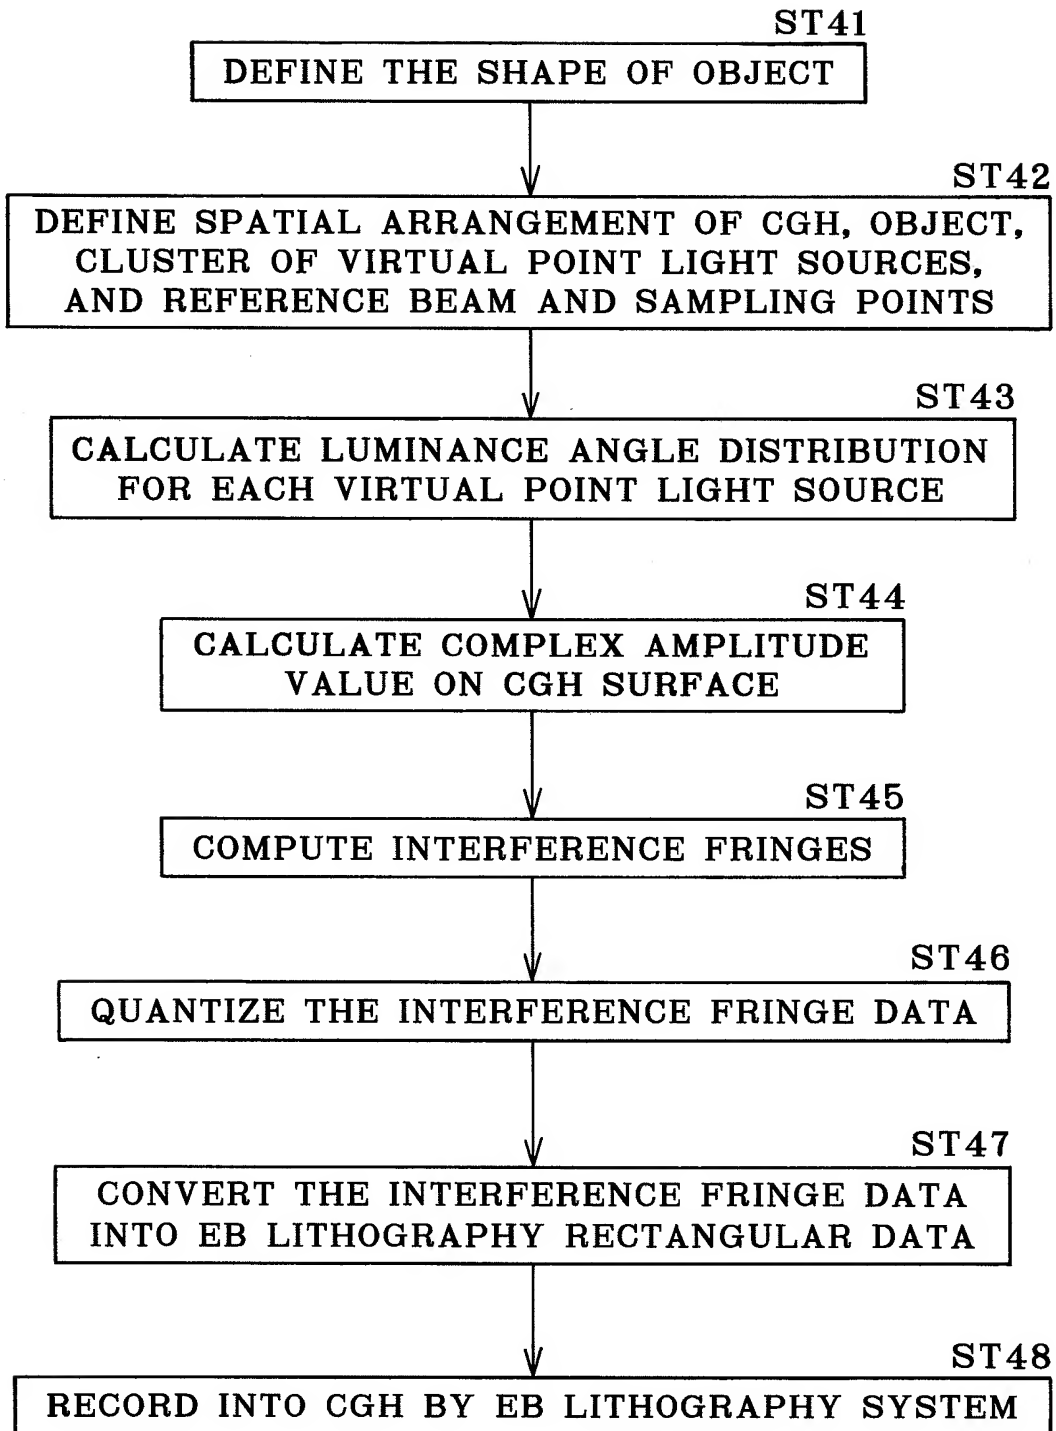 ST41
DEFINE THE SHAPE OF OBJECT
ST42
DEFINE SPATIAL ARRANGEMENT OF CGH, OBJECT,
CLUSTER OF VIRTUAL POINT LIGHT SOURCES,
AND REFERENCE BEAM AND SAMPLING POINTS
ST43
CALCULATE LUMINANCE ANGLE DISTRIBUTION
FOR EACH VIRTUAL POINT LIGHT SOURCE
ST44
CALCULATE COMPLEX AMPLITUDE
VALUE ON CGH SURFACE
ST45
COMPUTE INTERFERENCE FRINGES
ST46
QUANTIZE THE INTERFERENCE FRINGE DATA
ST47
CONVERT THE INTERFERENCE FRINGE DATA
INTO EB LITHOGRAPHY RECTANGULAR DATA
ST48
RECORD INTO CGH BY EB LITHOGRAPHY SYSTEM